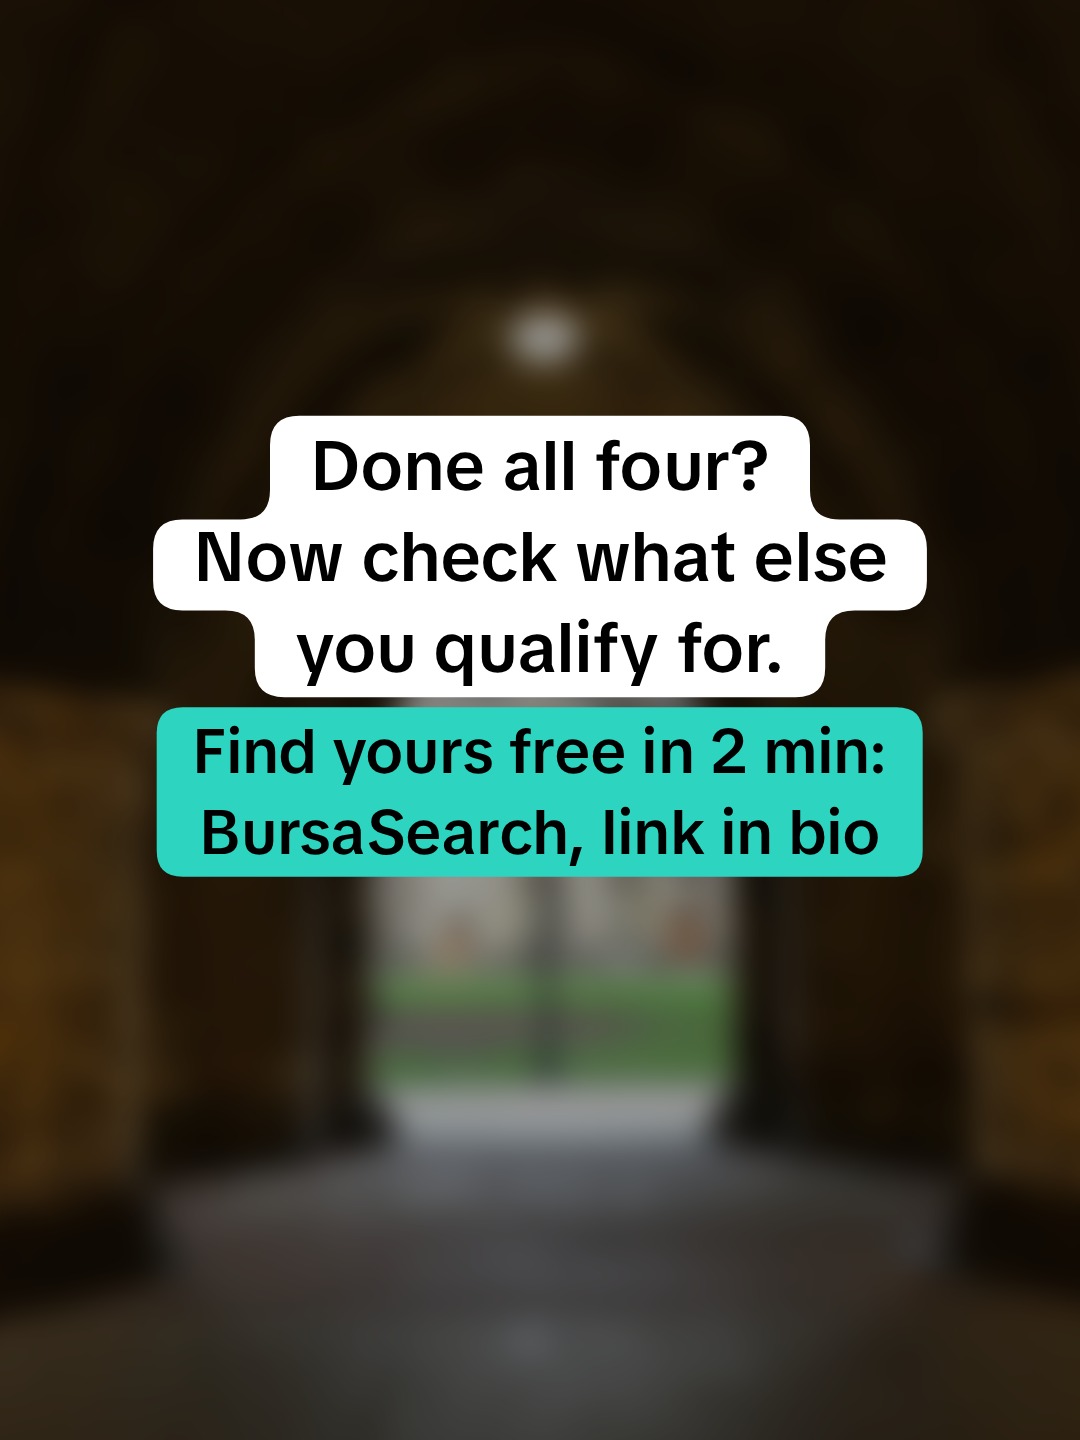 Done all four?
Now check what else
you qualify for.
Find yours free in 2 min:
BursaSearch, link in bio